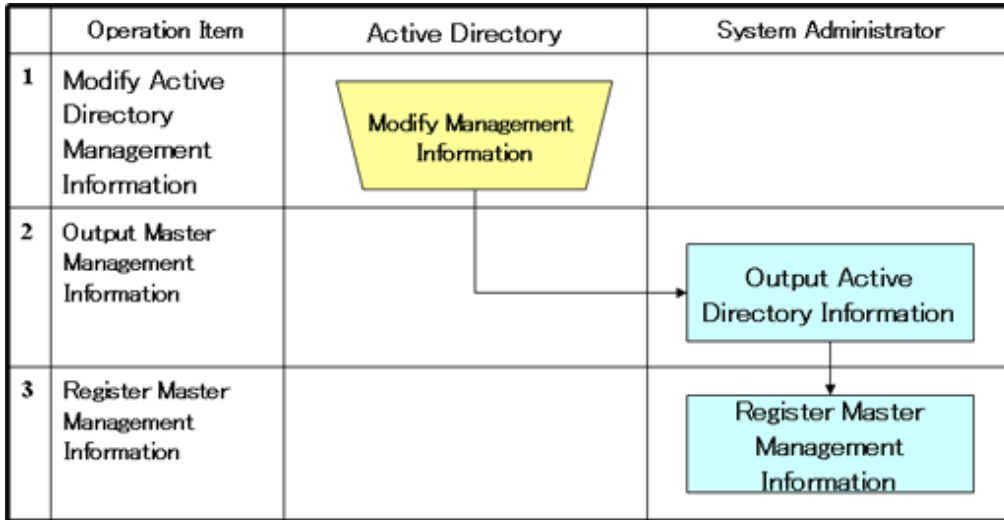 Operation Item
Active Directory
System Administrator
1
Modify Active
Directory
Management
Information
Modify Management
Information
2
Output Master
Management
Information
Output Active
Directory Information
3
Register Master
Management
Information
Register Master
Management
Information